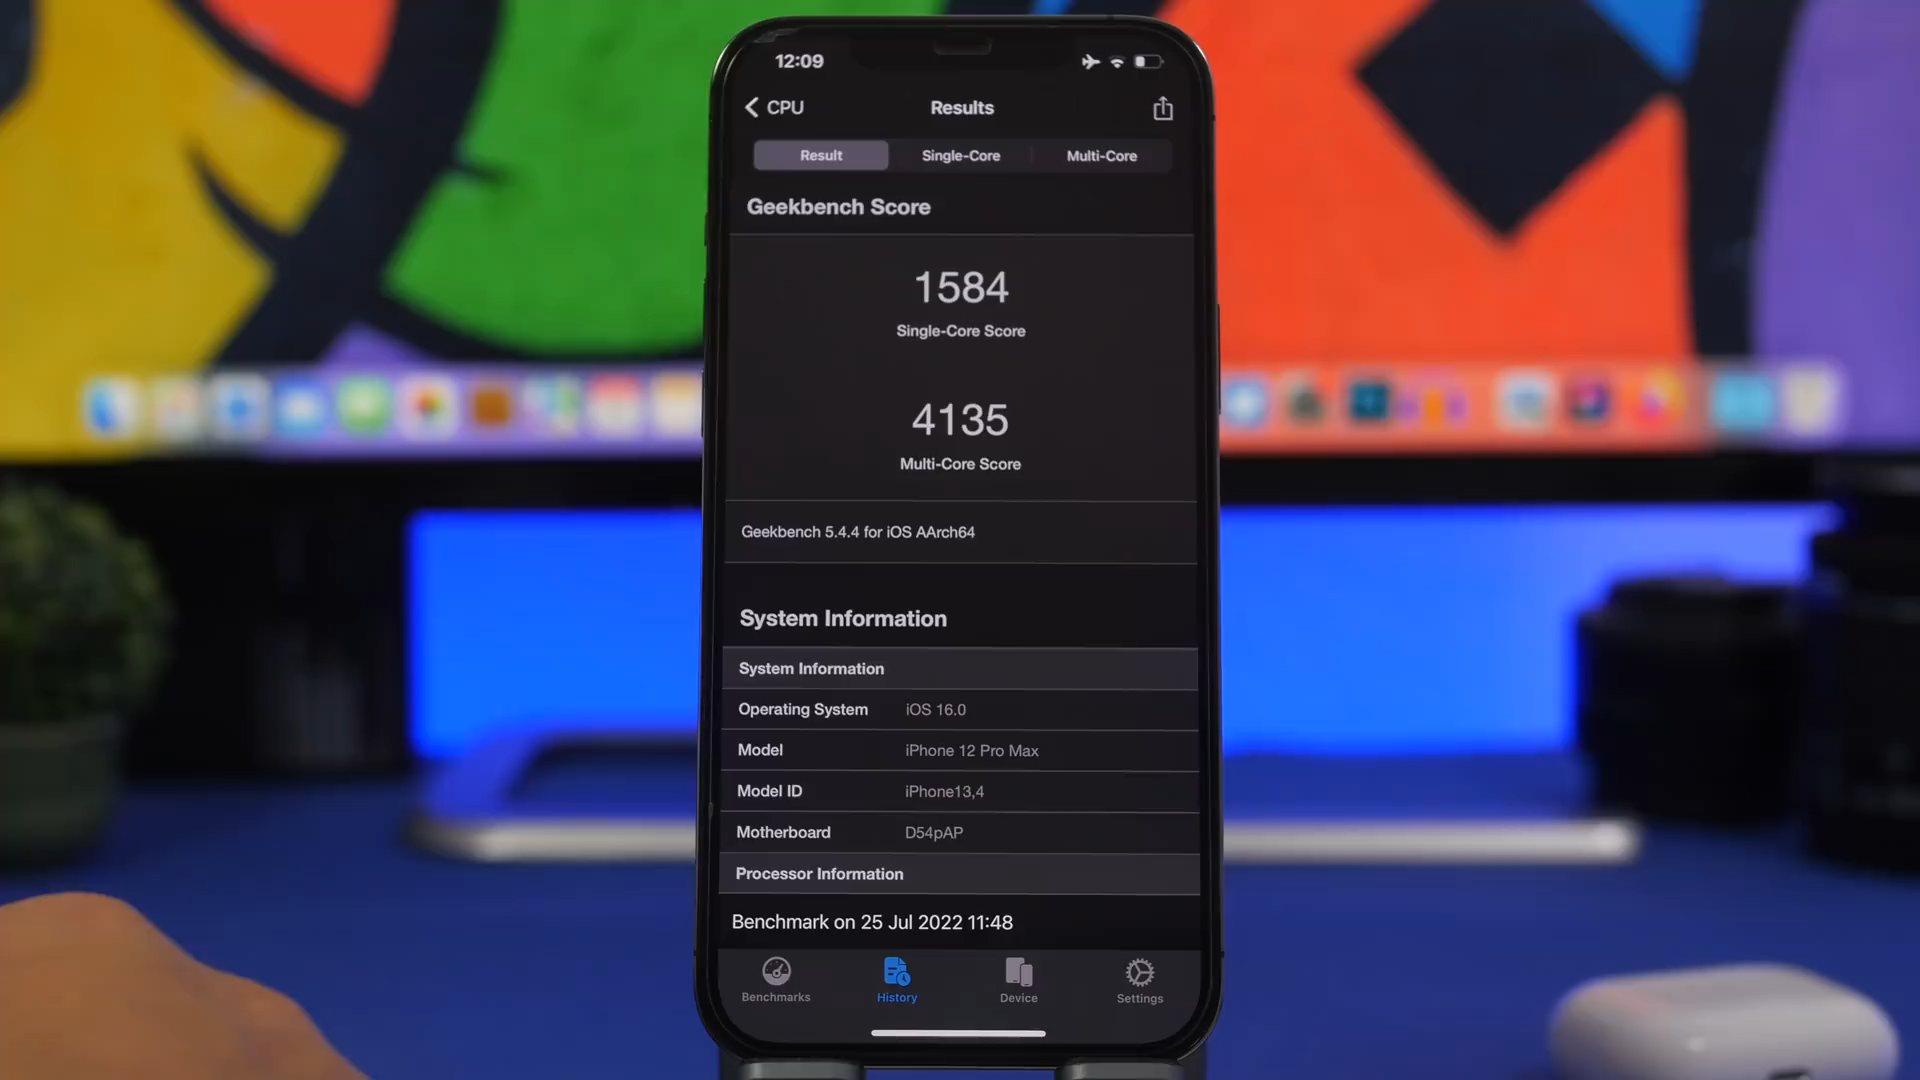 12:09
CPU
Results
Result Single-Core Multi-Core
Geekbench Score
1584
Single-Core Score
4135
Multi-Core Score
Geekbench 5.4.4 for iOS AArch64
System Information
System Information
Operating System iOS 16.0
Model iPhone 12 Pro Max
Model ID iPhone13,4
Motherboard D54pAP
Processor Information
Benchmark on 25 Jul 2022 11:48
Benchmarks History Device Settings